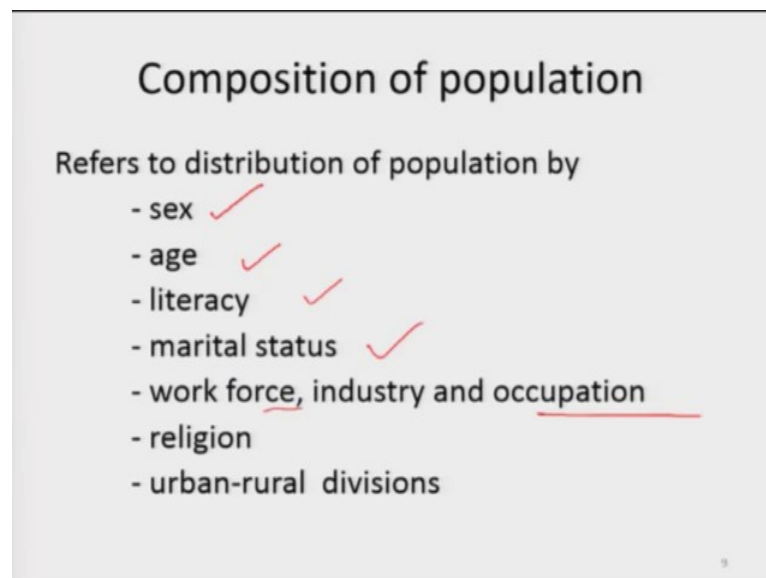 Composition of population
Refers to distribution of population by
- sex
- age
- literacy
- marital status
- work force, industry and occupation
- religion
- urban-rural divisions
9